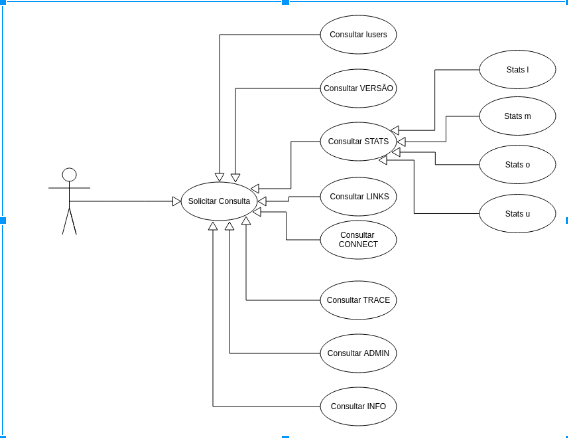 Consultar lusers
Consultar VERSÃO
Consultar STATS
Stats l
Stats m
Stats o
Stats u
Solicitar Consulta
Consultar LINKS
Consultar
CONNECT
Consultar TRACE
Consultar ADMIN
Consultar INFO